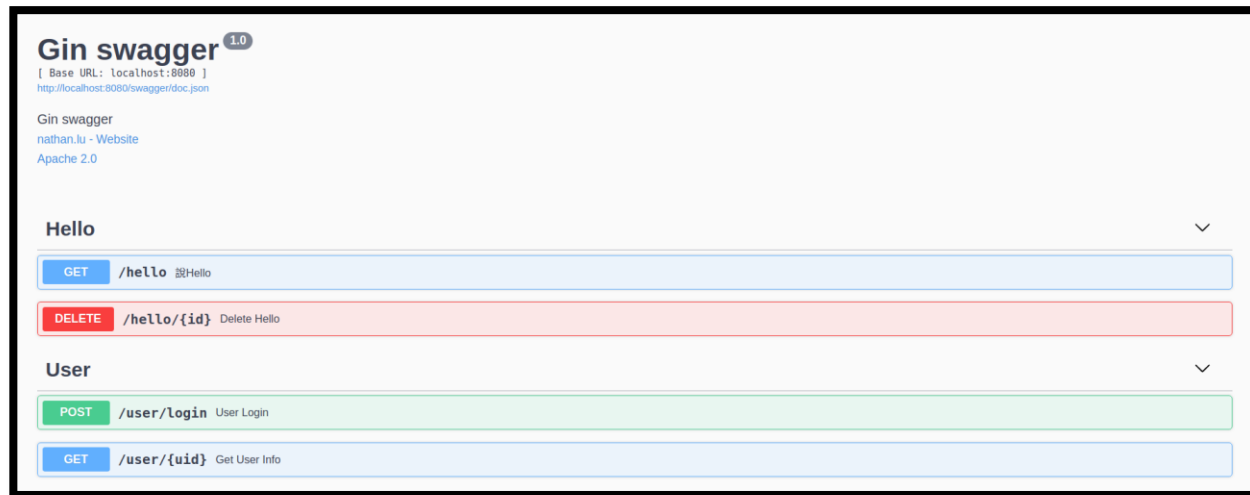 Gin swagger 1.0
[ Base URL: localhost:8080 ]
http://localhost:8080/swagger/doc.json
Gin swagger
nathan.lu - Website
Apache 2.0
Hello
GET /hello 說Hello
DELETE /hello/{id} Delete Hello
User
POST /user/login User Login
GET /user/{uid} Get User Info